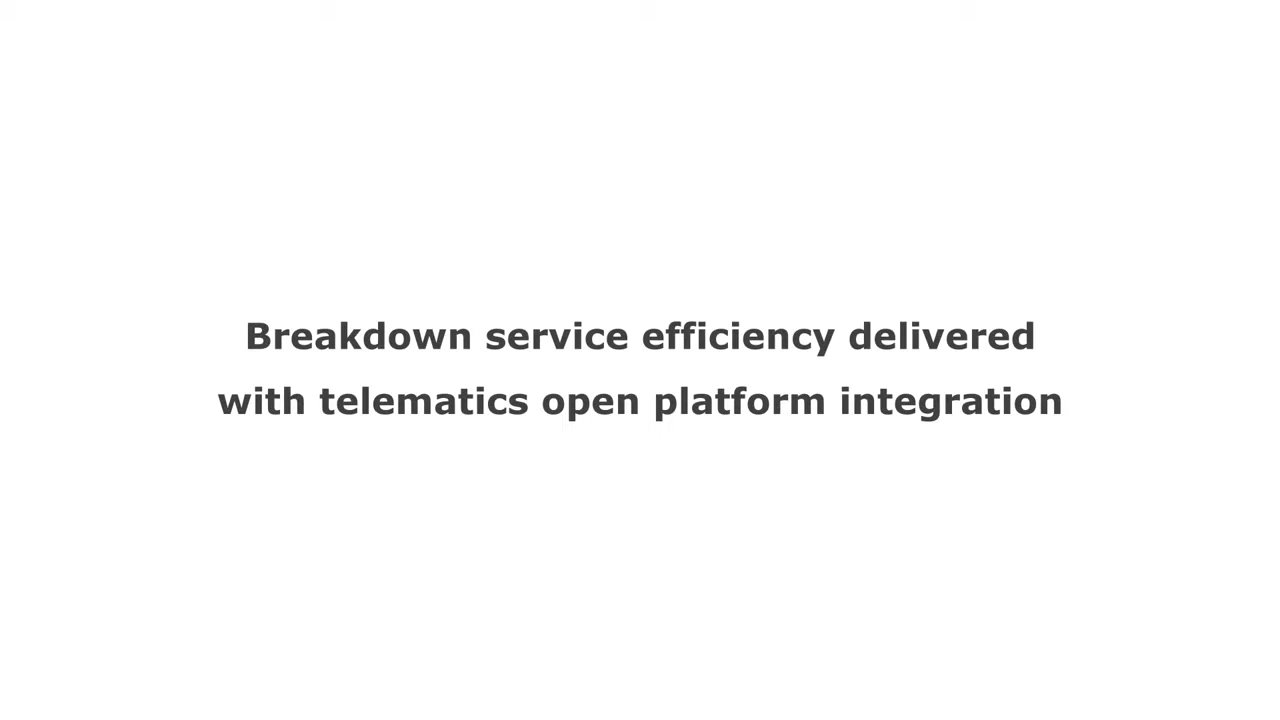 Breakdown service efficiency delivered
with telematics open platform integration